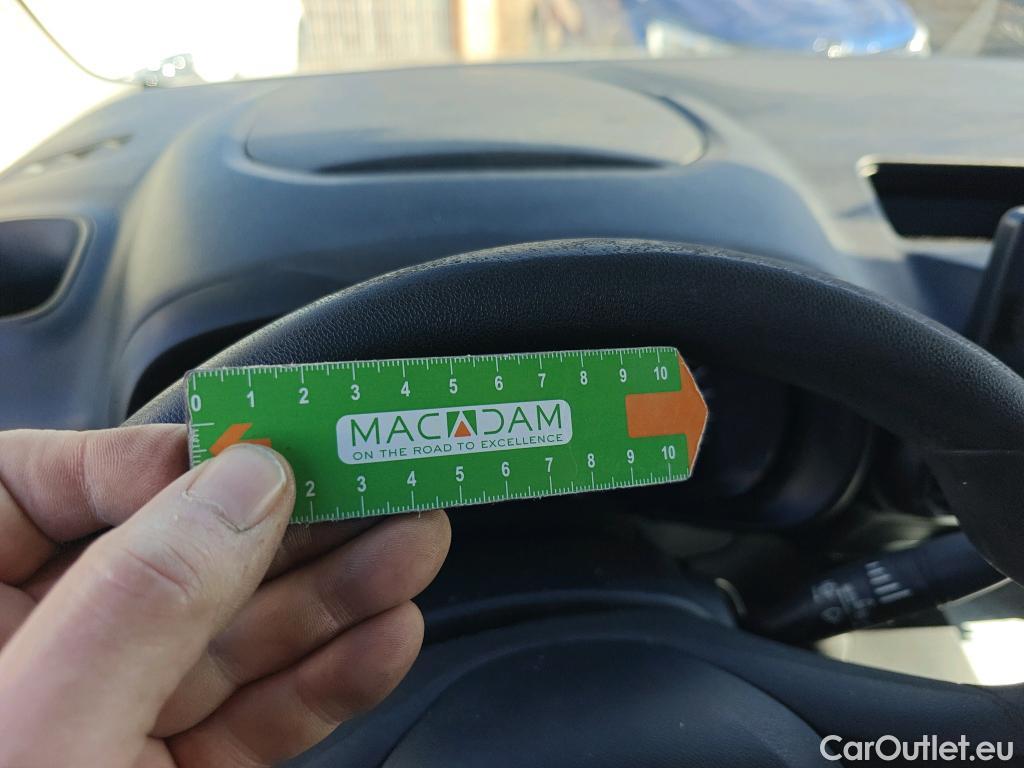 0 1 2 3 4 5 6 7 8 9 10
MACADAM
ON THE ROAD TO EXCELLENCE
2 3 4 5 6 7 8 9 10
CarOutlet.eu